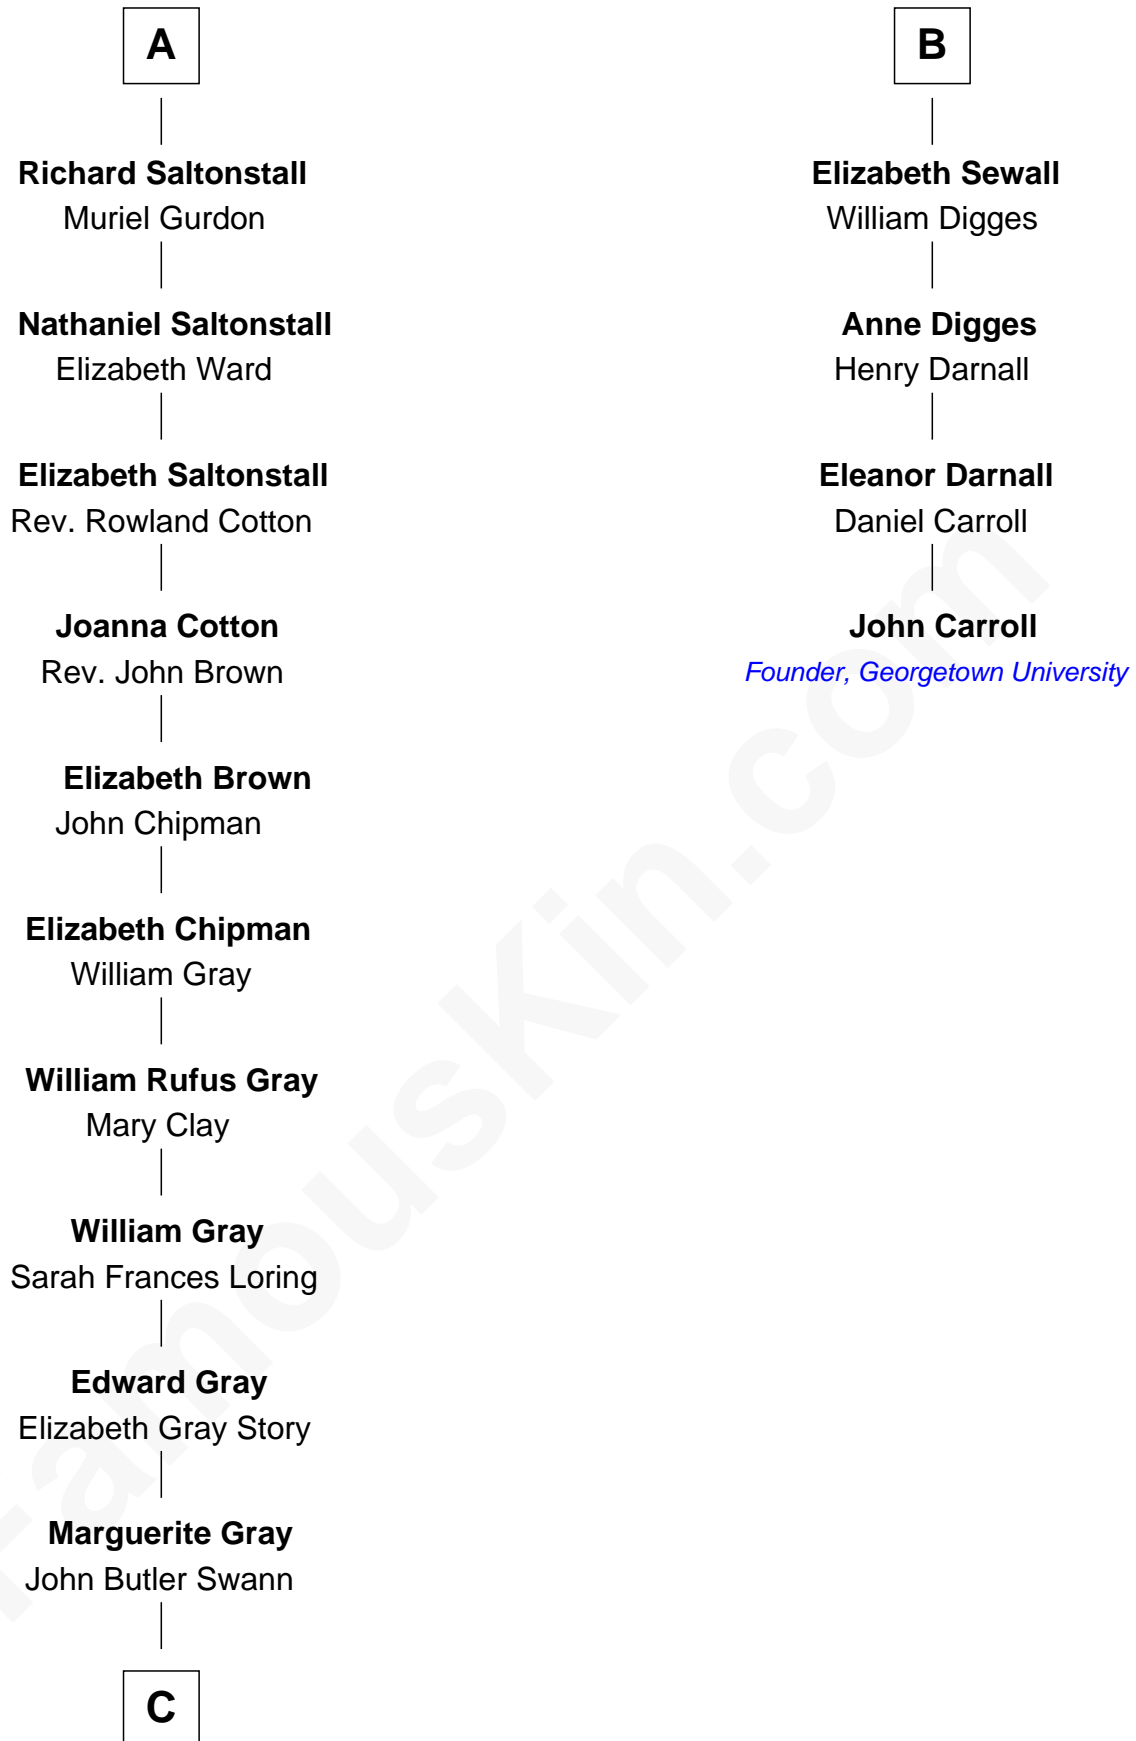 A
Richard Saltonstall
Muriel Gurdon
Nathaniel Saltonstall
Elizabeth Ward
Elizabeth Saltonstall
Rev. Rowland Cotton
Joanna Cotton
Rev. John Brown
Elizabeth Brown
John Chipman
Elizabeth Chipman
William Gray
William Rufus Gray
Mary Clay
William Gray
Sarah Frances Loring
Edward Gray
Elizabeth Gray Story
Marguerite Gray
John Butler Swann
C
B
Elizabeth Sewall
William Digges
Anne Digges
Henry Darnall
Eleanor Darnall
Daniel Carroll
John Carroll
Founder, Georgetown University
FamousKin.com